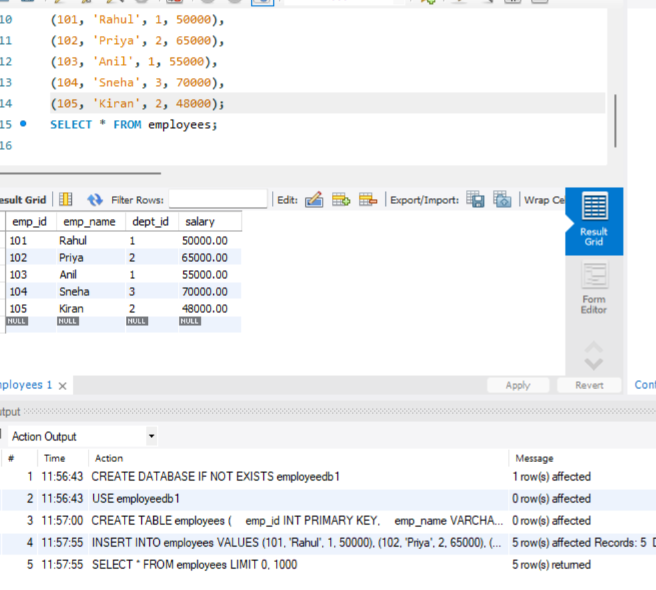 10 (101, 'Rahul', 1, 50000),
11 (102, 'Priya', 2, 65000),
12 (103, 'Anil', 1, 55000),
13 (104, 'Sneha', 3, 70000),
14 (105, 'Kiran', 2, 48000);
15 SELECT * FROM employees;
16
esult Grid Filter Rows: Edit: Export/Import: Wrap Ce
emp_id emp_name dept_id salary
101 Rahul 1 50000.00
102 Priya 2 65000.00
103 Anil 1 55000.00
104 Sneha 3 70000.00
105 Kiran 2 48000.00
NULL NULL NULL NULL
Result
Grid
Form
Editor
mployees 1 Apply Revert Cont
utput
Action Output
# Time Action Message
1 11:56:43 CREATE DATABASE IF NOT EXISTS employeedb1 1 row(s) affected
2 11:56:43 USE employeedb1 0 row(s) affected
3 11:57:00 CREATE TABLE employees ( emp_id INT PRIMARY KEY, emp_name VARCHA... 0 row(s) affected
4 11:57:55 INSERT INTO employees VALUES (101, 'Rahul', 1, 50000), (102, 'Priya', 2, 65000), (... 5 row(s) affected Records: 5 D
5 11:57:55 SELECT * FROM employees LIMIT 0, 1000 5 row(s) returned